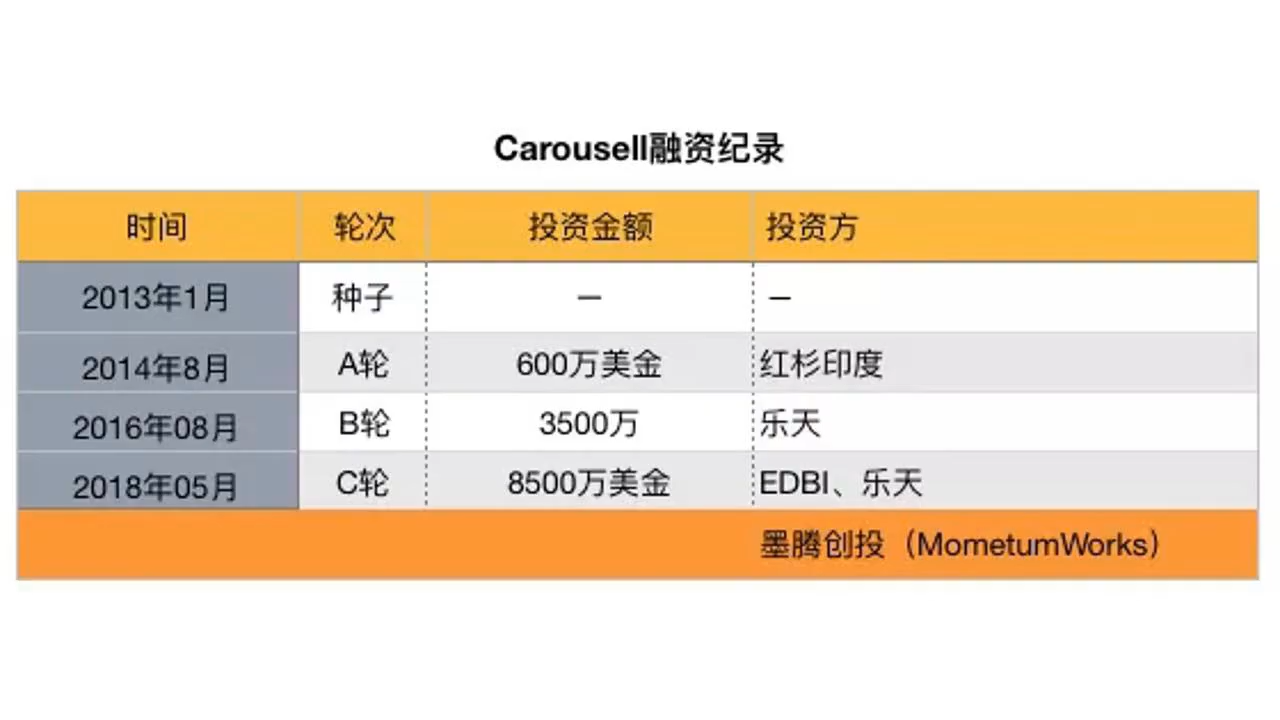 Carousell融资纪录
时间 轮次 投资金额 投资方
2013年1月 种子 — —
2014年8月 A轮 600万美金 红杉印度
2016年08月 B轮 3500万 乐天
2018年05月 C轮 8500万美金 EDBI、乐天
墨腾创投（MometumWorks）